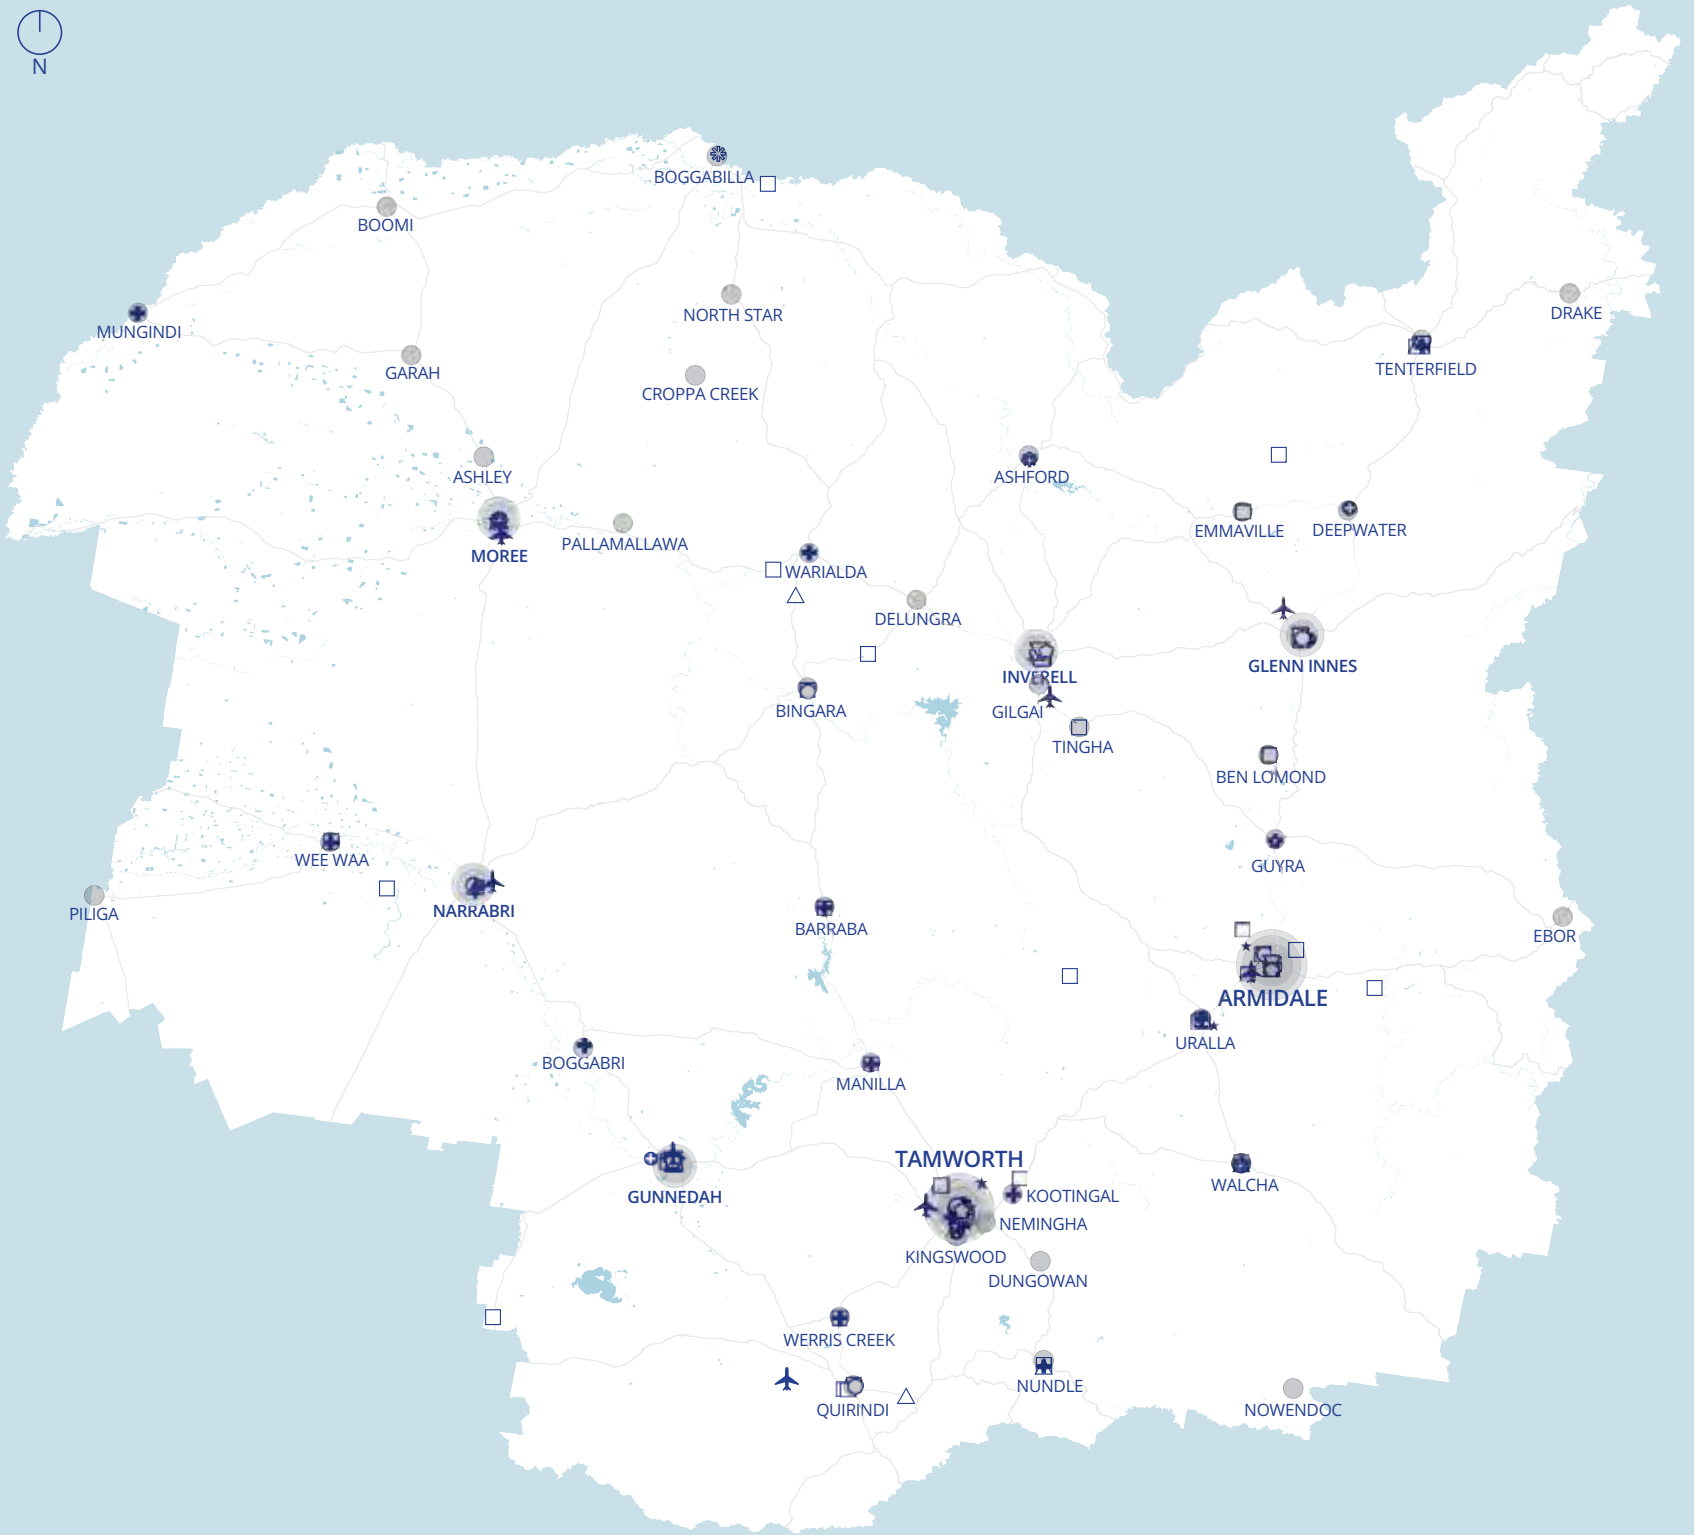 N
BOGGABILLA
BOOMI
MUNGINDI
NORTH STAR
DRAKE
GARAH
TENTERFIELD
CROPPA CREEK
ASHLEY
ASHFORD
EMMAVILLE
DEEPWATER
PALLAMALLAWA
MOREE
WARIALDA
DELUNGRA
GLENN INNES
INVERELL
GILGAI
BINGARA
TINGHA
BEN LOMOND
WEE WAA
GUYRA
PILIGA
NARRABRI
BARRABA
EBOR
ARMIDALE
URALLA
BOGGABRI
MANILLA
TAMWORTH
WALCHA
GUNNEDAH
KOOTINGAL
NEMINGHA
KINGSWOOD
DUNGOWAN
WERRIS CREEK
NUNDLE
QUIRINDI
NOWENDOC